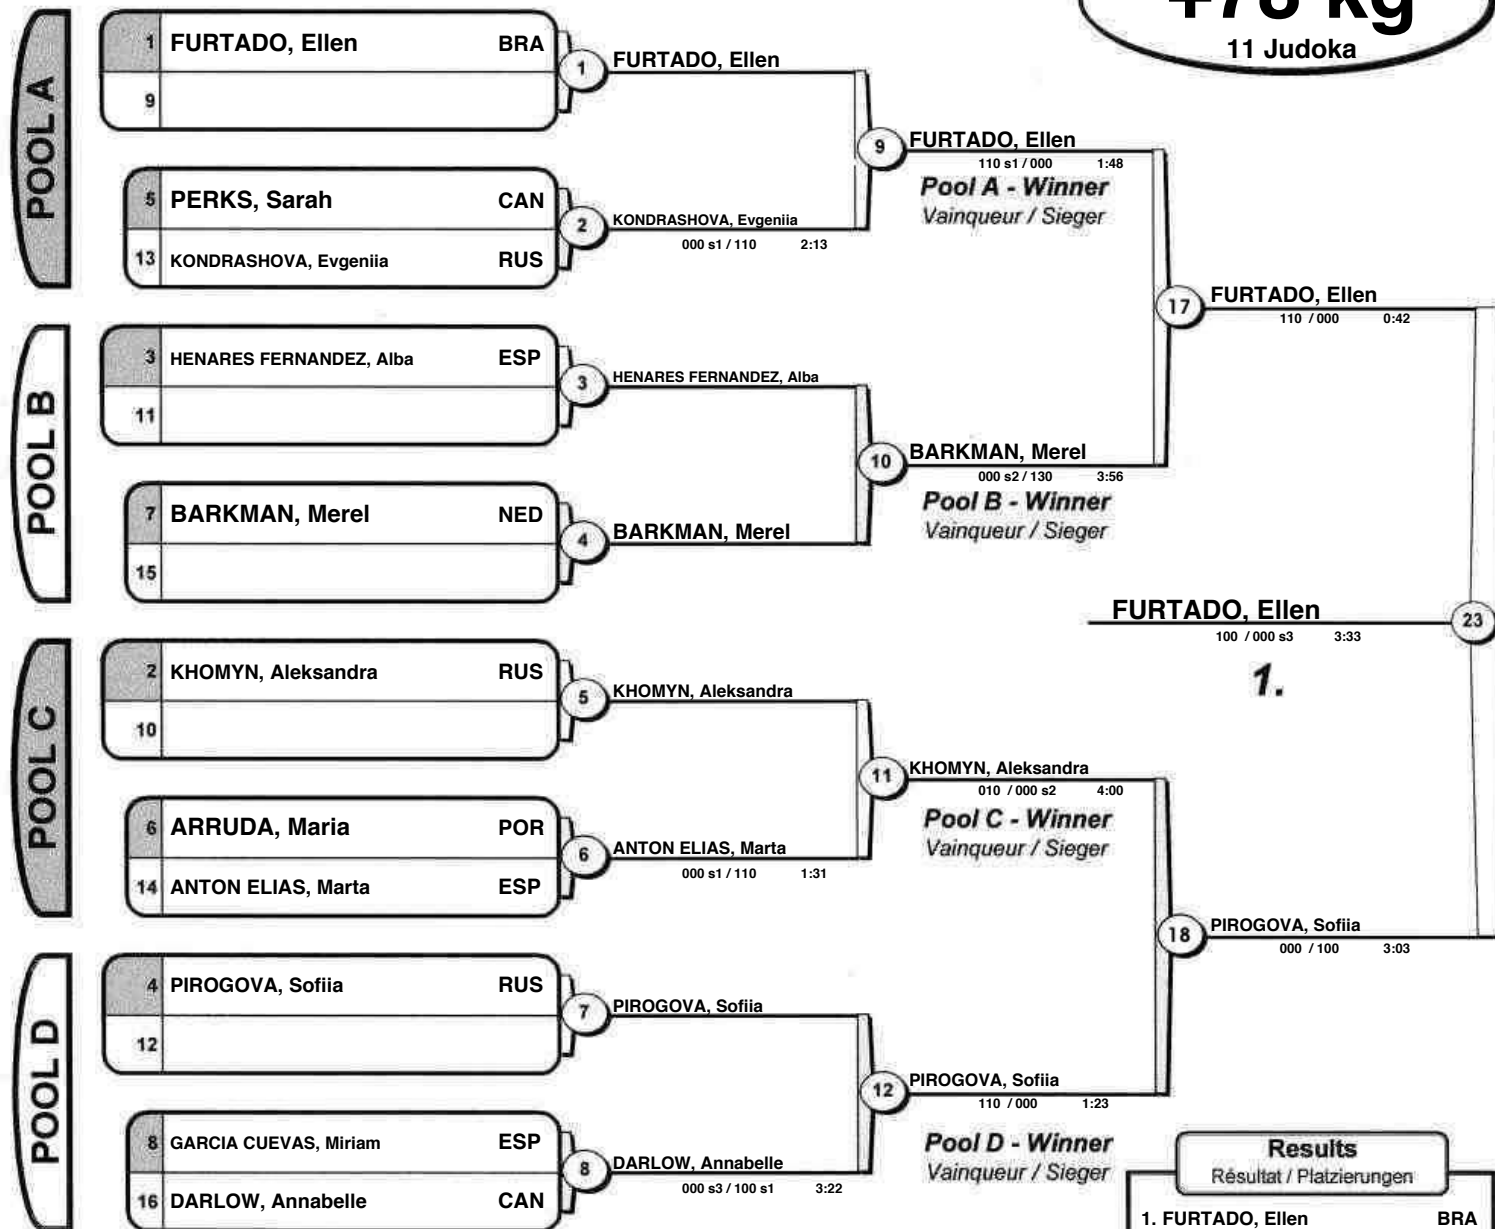 +78 kg
11 Judoka
POOL A
1 FURTADO, Ellen BRA
9
1 FURTADO, Ellen
5 PERKS, Sarah CAN
13 KONDRASHOVA, Evgeniia RUS
2 KONDRASHOVA, Evgeniia
000 s1 / 110 2:13
9 FURTADO, Ellen
110 s1 / 000 1:48
Pool A - Winner
Vainqueur / Sieger
POOL B
3 HENARES FERNANDEZ, Alba ESP
11
3 HENARES FERNANDEZ, Alba
7 BARKMAN, Merel NED
15
4 BARKMAN, Merel
10 BARKMAN, Merel
000 s2 / 130 3:56
Pool B - Winner
Vainqueur / Sieger
17 FURTADO, Ellen
110 / 000 0:42
FURTADO, Ellen 23
100 / 000 s3 3:33
1.
POOL C
2 KHOMYN, Aleksandra RUS
10
5 KHOMYN, Aleksandra
6 ARRUDA, Maria POR
14 ANTON ELIAS, Marta ESP
6 ANTON ELIAS, Marta
000 s1 / 110 1:31
11 KHOMYN, Aleksandra
010 / 000 s2 4:00
Pool C - Winner
Vainqueur / Sieger
18 PIROGOVA, Sofiia
000 / 100 3:03
POOL D
4 PIROGOVA, Sofiia RUS
12
7 PIROGOVA, Sofiia
8 GARCIA CUEVAS, Miriam ESP
16 DARLOW, Annabelle CAN
8 DARLOW, Annabelle
000 s3 / 100 s1 3:22
12 PIROGOVA, Sofiia
110 / 000 1:23
Pool D - Winner
Vainqueur / Sieger
Results
Résultat / Platzierungen
1. FURTADO, Ellen BRA